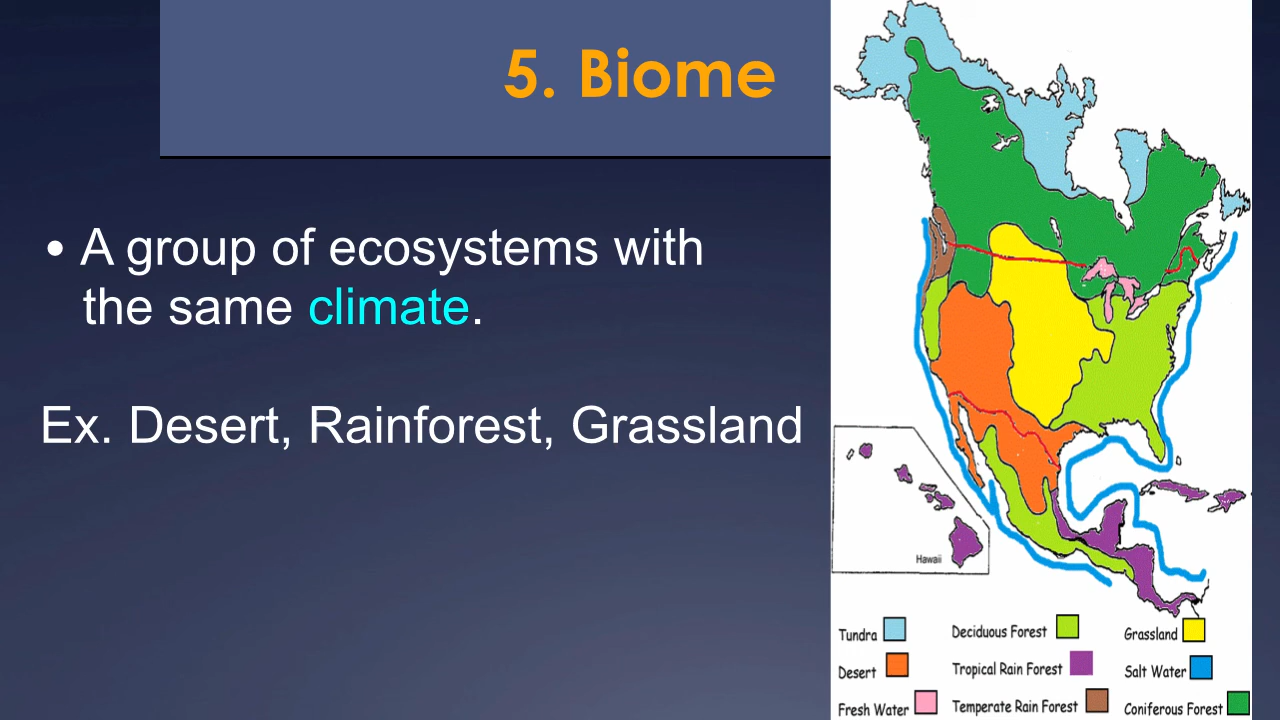 5. Biome
• A group of ecosystems with
the same climate.
Ex. Desert, Rainforest, Grassland
Hawaii
Tundra
Deciduous Forest
Grassland
Desert
Tropical Rain Forest
Salt Water
Fresh Water
Temperate Rain Forest
Coniferous Forest